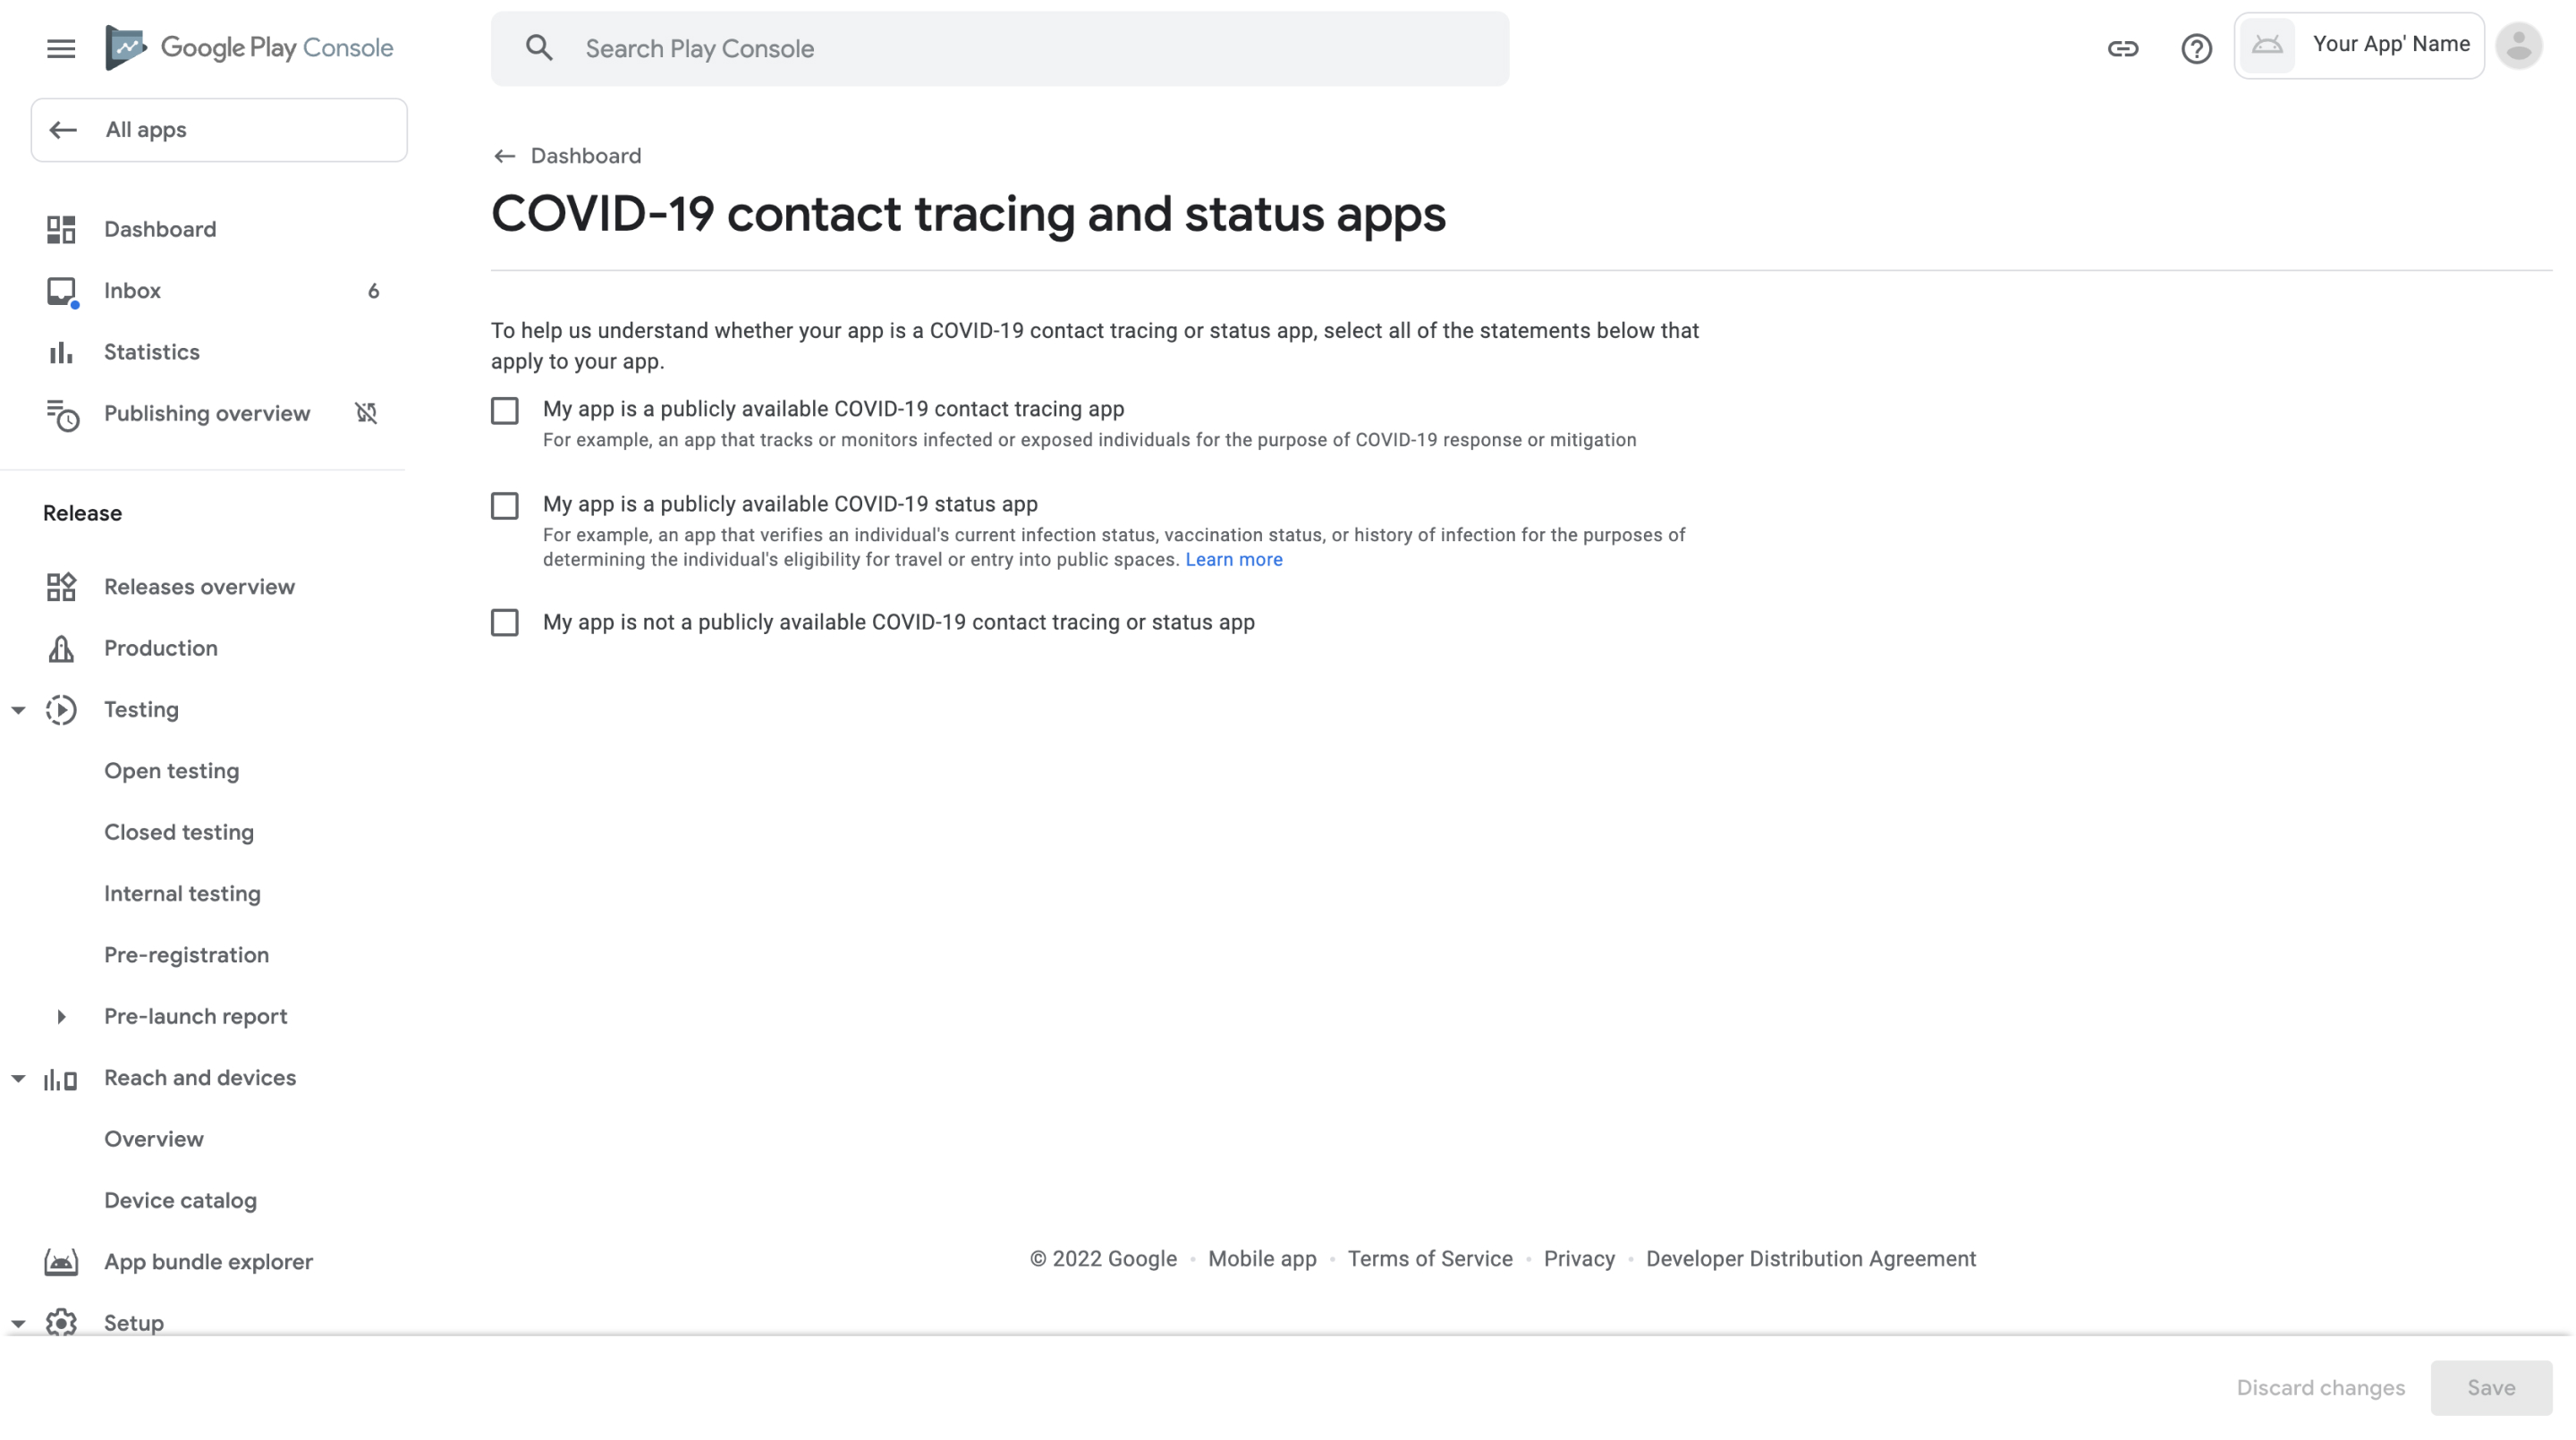 Google Play Console
Search Play Console
Your App' Name
All apps
Dashboard
Inbox 6
Statistics
Publishing overview
Release
Releases overview
Production
Testing
Open testing
Closed testing
Internal testing
Pre-registration
Pre-launch report
Reach and devices
Overview
Device catalog
App bundle explorer
Setup
Dashboard
COVID-19 contact tracing and status apps
To help us understand whether your app is a COVID-19 contact tracing or status app, select all of the statements below that
apply to your app.
My app is a publicly available COVID-19 contact tracing app
For example, an app that tracks or monitors infected or exposed individuals for the purpose of COVID-19 response or mitigation
My app is a publicly available COVID-19 status app
For example, an app that verifies an individual's current infection status, vaccination status, or history of infection for the purposes of
determining the individual's eligibility for travel or entry into public spaces. Learn more
My app is not a publicly available COVID-19 contact tracing or status app
© 2022 Google · Mobile app · Terms of Service · Privacy · Developer Distribution Agreement
Discard changes Save